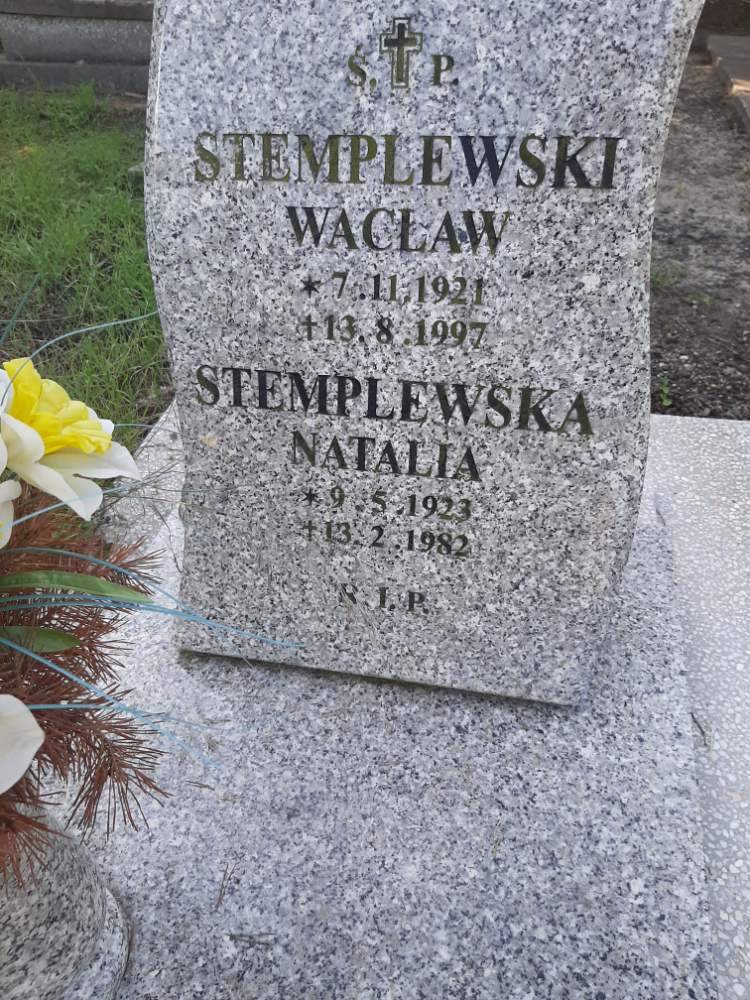 Ś. P.
STEMPLEWSKI
WACŁAW
* 7.11.1921
† 13.8.1997
STEMPLEWSKA
NATALIA
* 9.5.1923
† 13.2.1982
R.I.P.